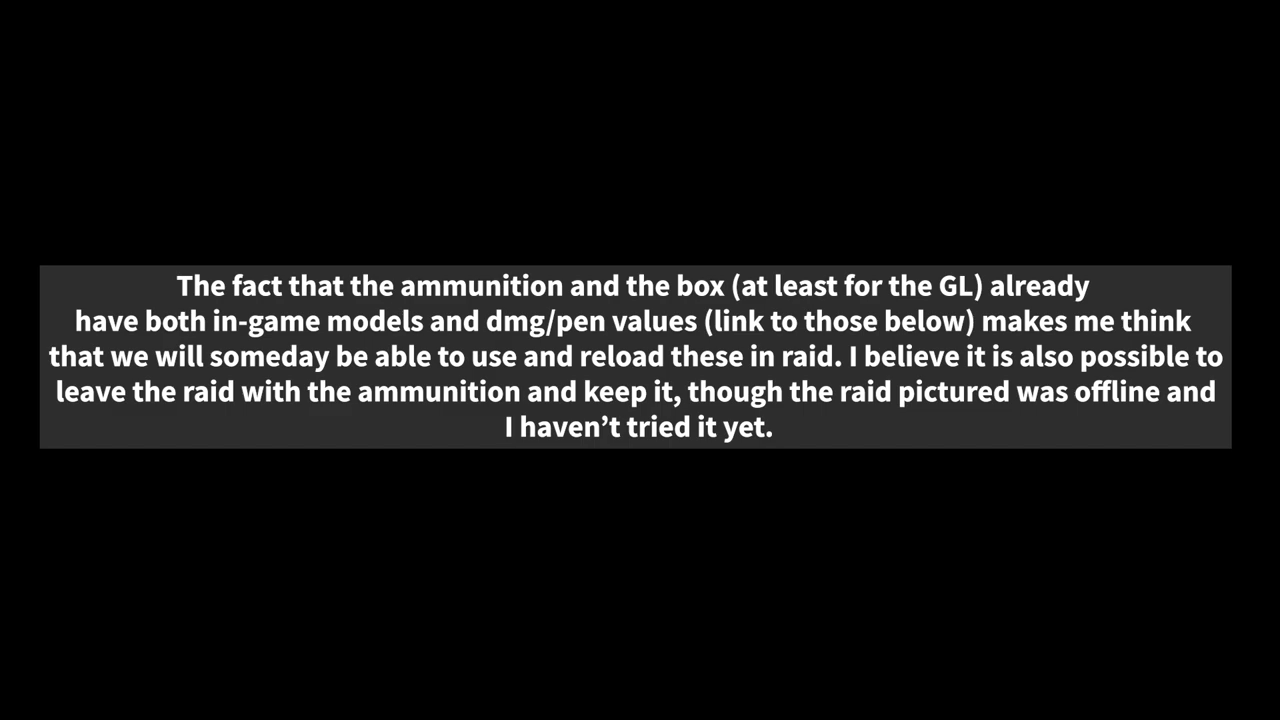 The fact that the ammunition and the box (at least for the GL) already
have both in-game models and dmg/pen values (link to those below) makes me think
that we will someday be able to use and reload these in raid. I believe it is also possible to
leave the raid with the ammunition and keep it, though the raid pictured was offline and
I haven’t tried it yet.